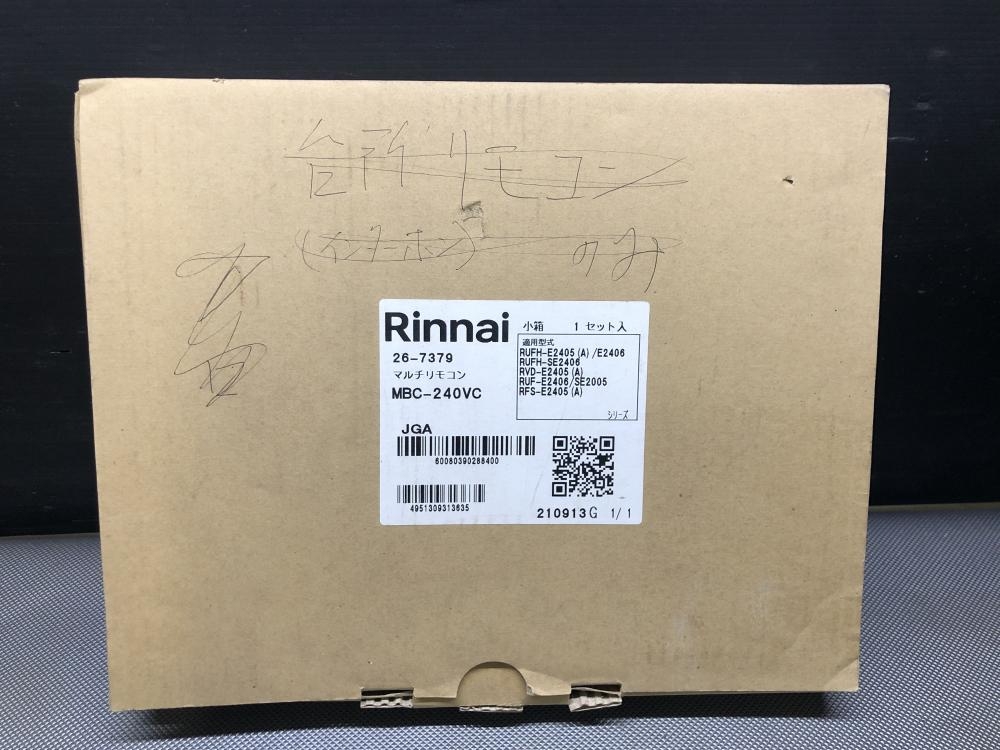 台所リモコン
(インターホン) のみ
Rinnai 小箱 1 セット入
26-7379
マルチリモコン
MBC-240VC
適用型式
RUFH-E2405(A)/E2406
RUFH-SE2406
RVD-E2405(A)
RUF-E2406/SE2005
RFS-E2405(A)
シリーズ
JGA
60080390288400
4951309313635
210913G 1/1